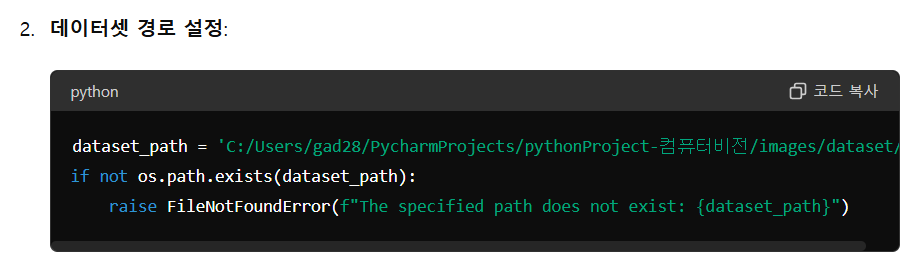 2. 데이터셋 경로 설정:
python 코드 복사
dataset_path = 'C:/Users/gad28/PycharmProjects/pythonProject-컴퓨터비전/images/dataset/
if not os.path.exists(dataset_path):
    raise FileNotFoundError(f"The specified path does not exist: {dataset_path}")